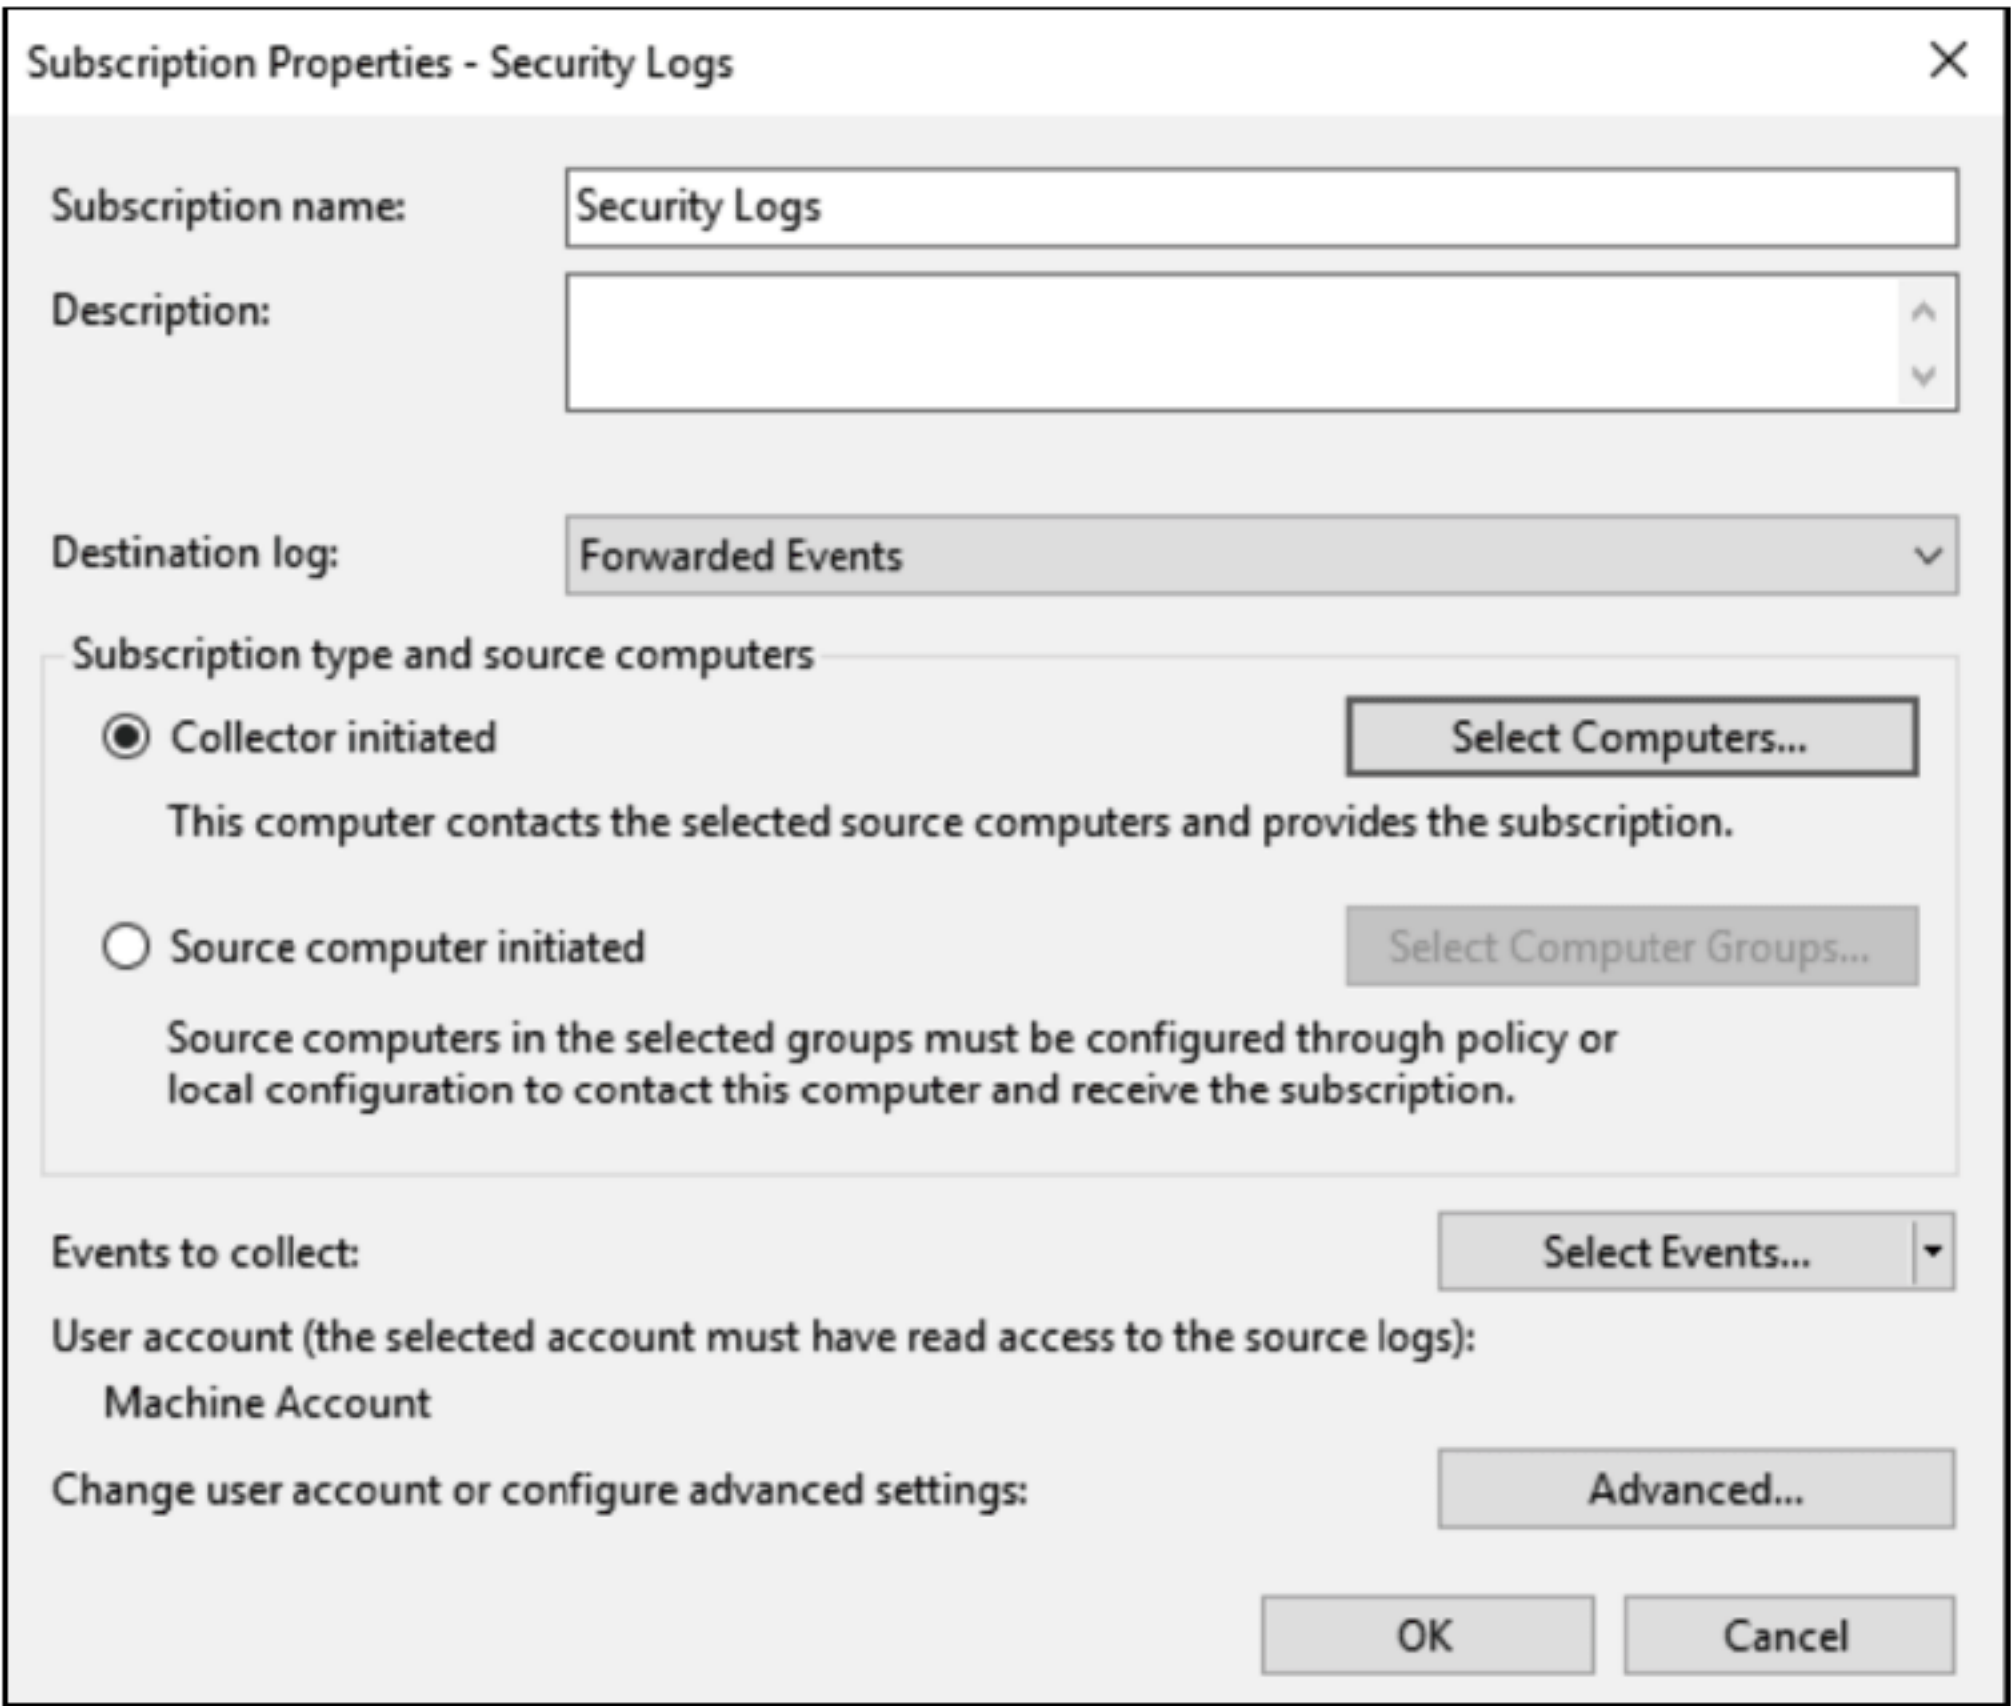 Subscription Properties - Security Logs
Subscription name: Security Logs
Description:
Destination log: Forwarded Events
Subscription type and source computers
Collector initiated Select Computers...
This computer contacts the selected source computers and provides the subscription.
Source computer initiated Select Computer Groups...
Source computers in the selected groups must be configured through policy or
local configuration to contact this computer and receive the subscription.
Events to collect: Select Events...
User account (the selected account must have read access to the source logs):
Machine Account
Change user account or configure advanced settings: Advanced...
OK Cancel